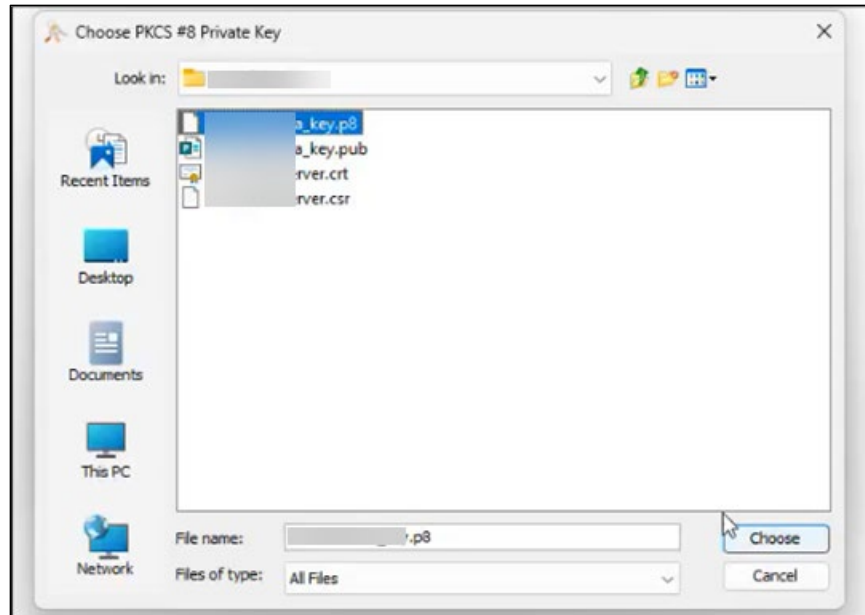 Choose PKCS #8 Private Key
Look in:
Recent Items
Desktop
Documents
This PC
Network
a_key.p8
a_key.pub
erver.crt
rver.csr
File name:
.p8
Choose
Files of type:
All Files
Cancel